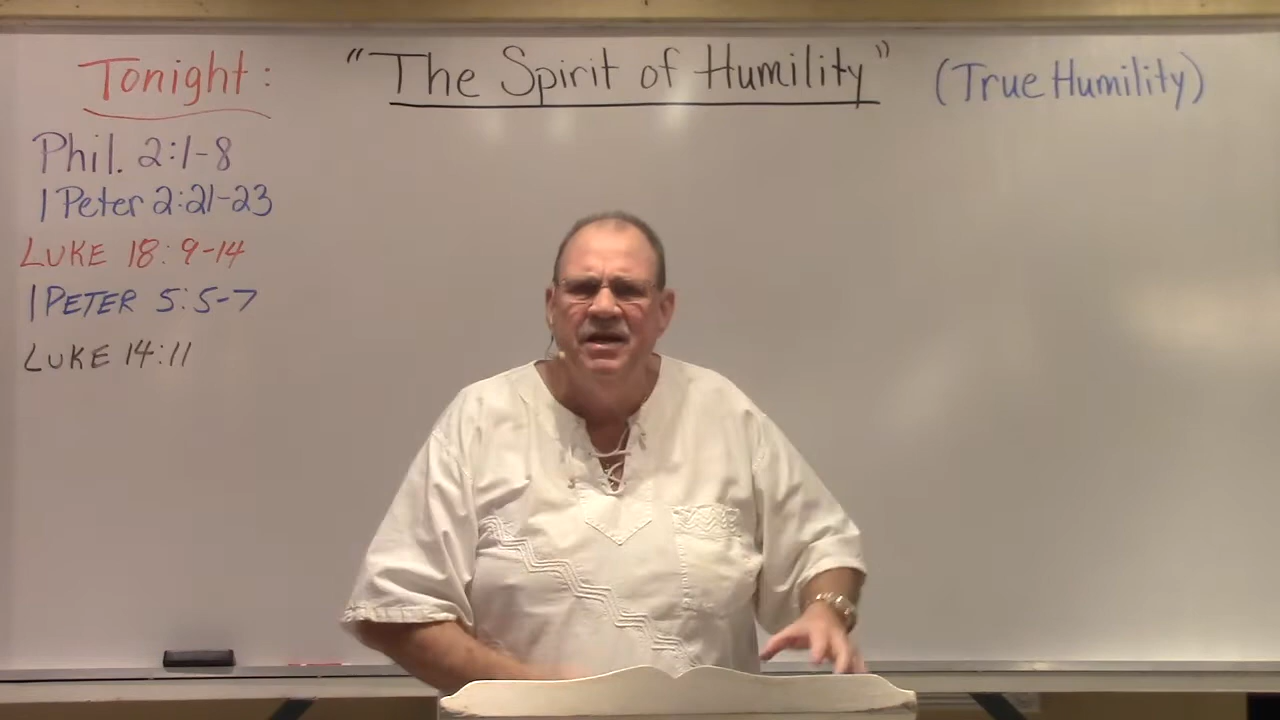 Tonight: "The Spirit of Humility" (True Humility)
Phil. 2:1-8
1 Peter 2:21-23
LUKE 18:9-14
1 PETER 5:5-7
LUKE 14:11